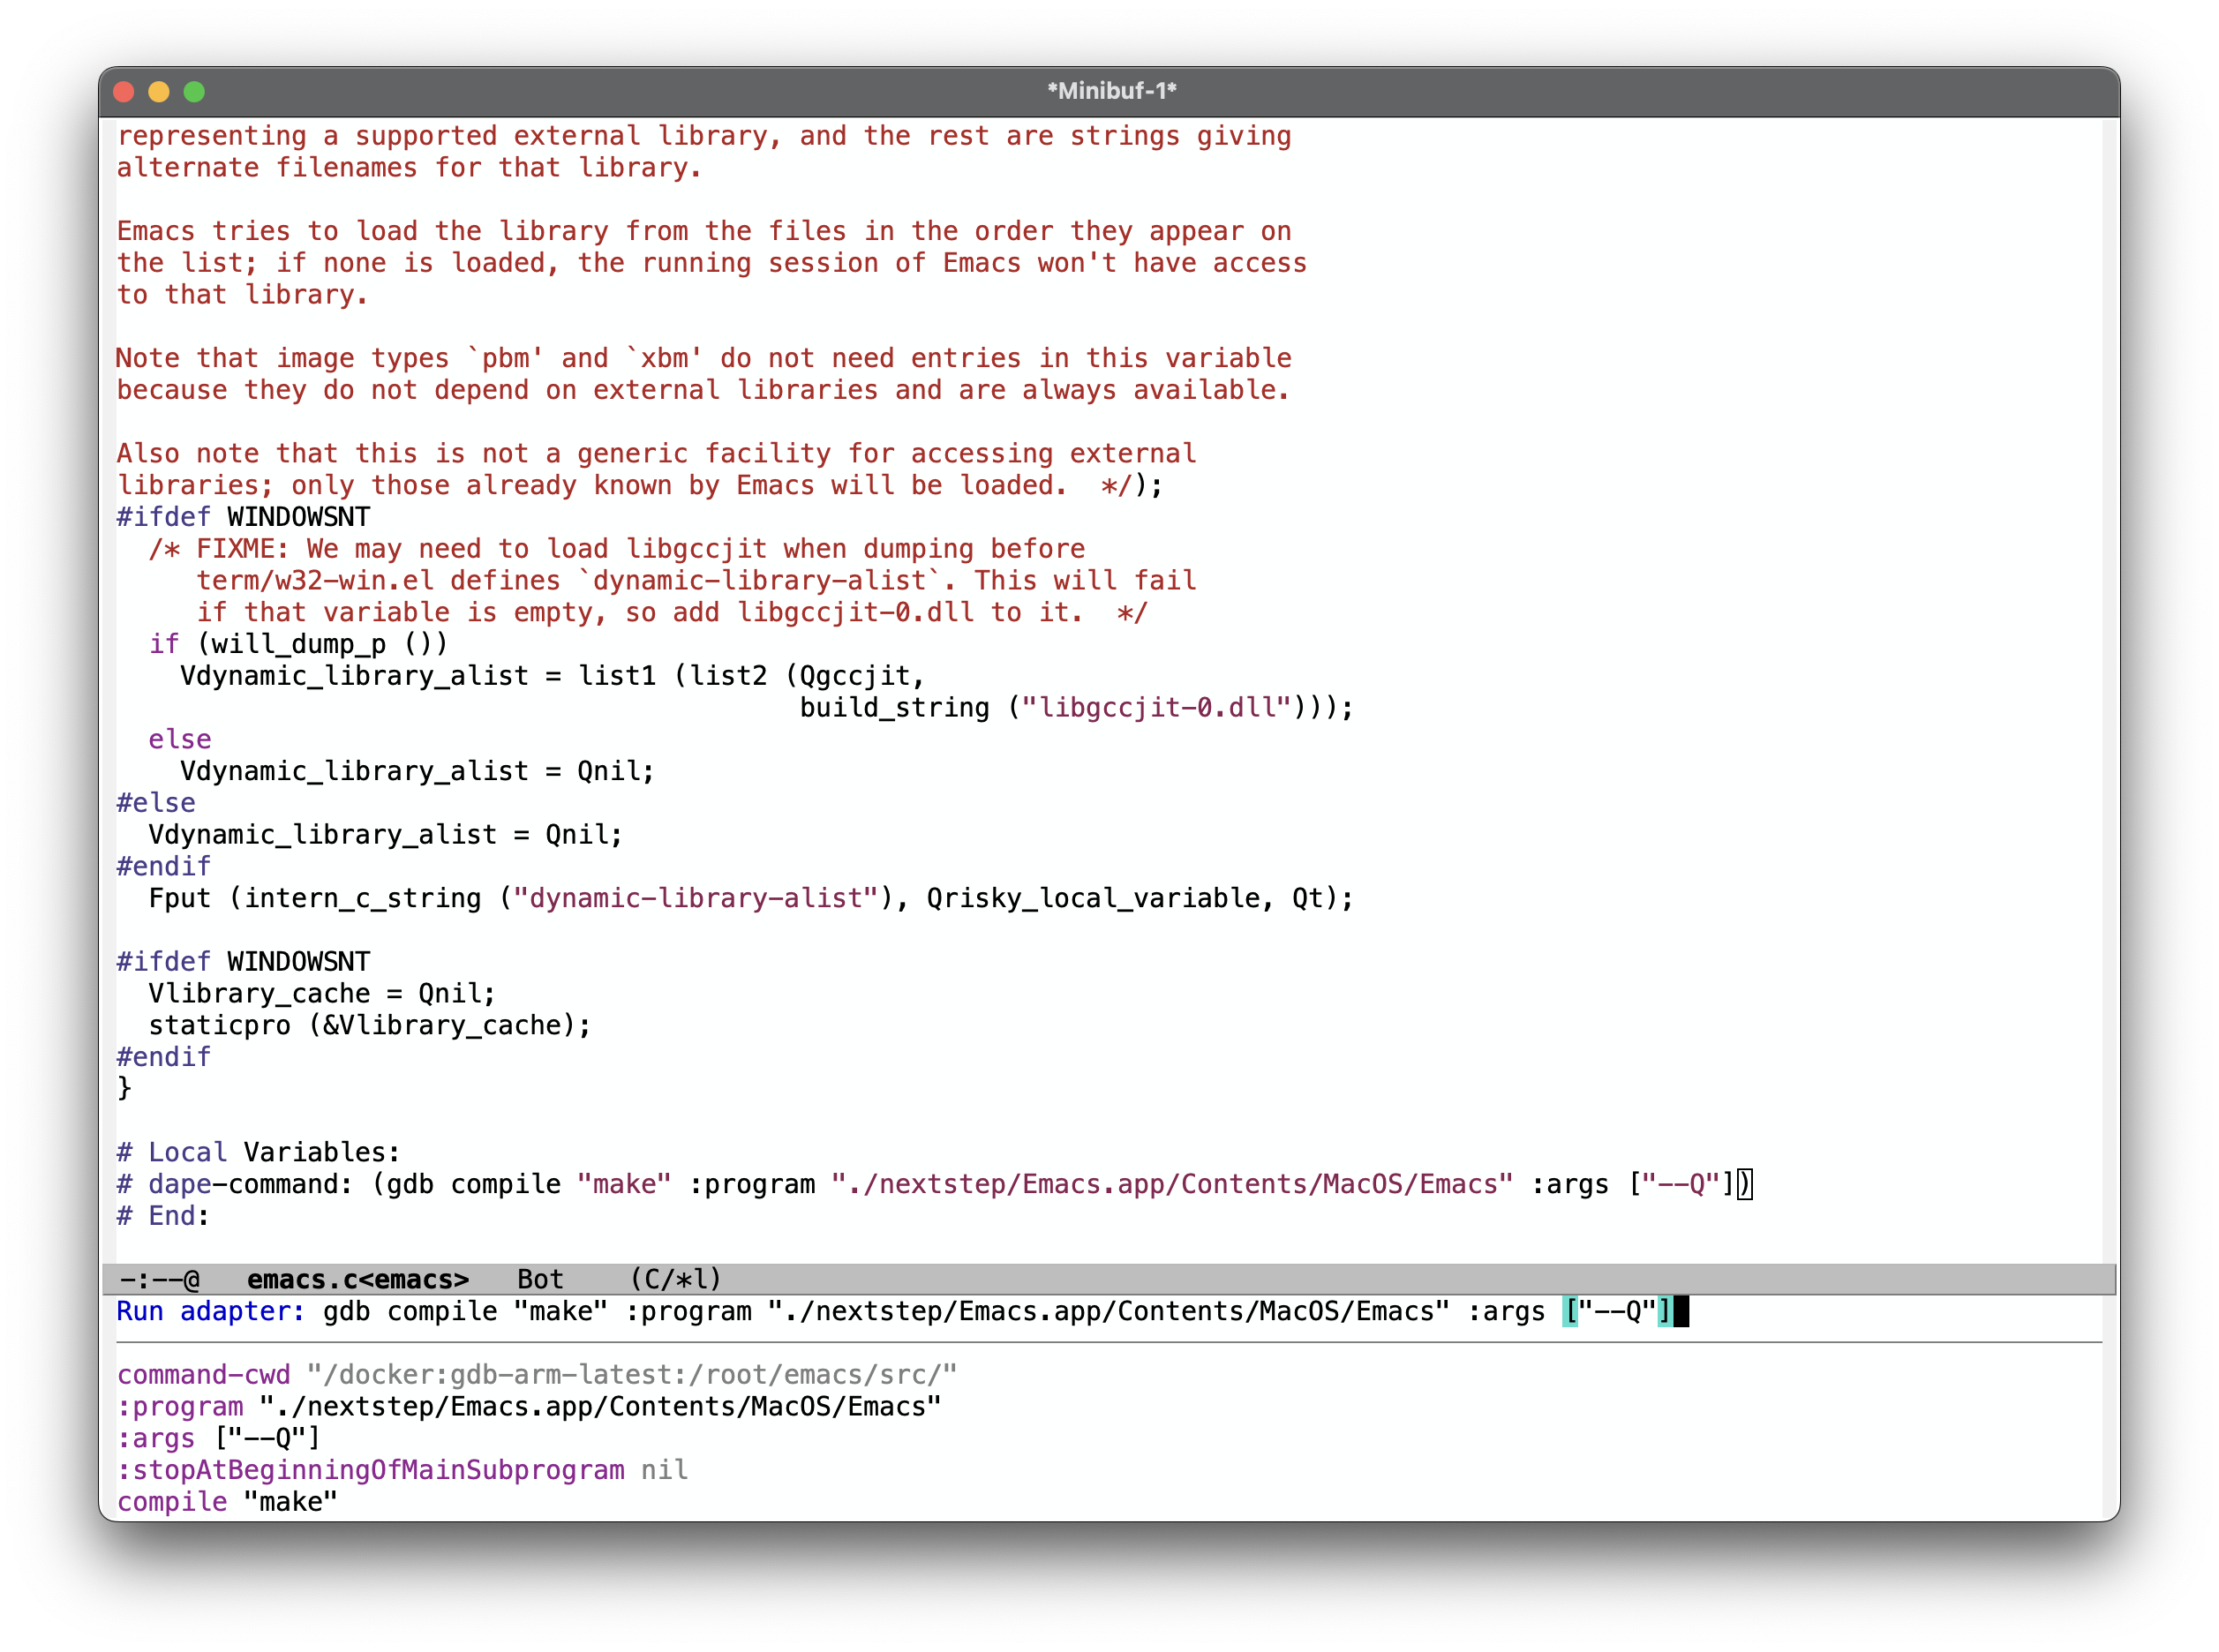 *Minibuf-1*
representing a supported external library, and the rest are strings giving
alternate filenames for that library.
Emacs tries to load the library from the files in the order they appear on
the list; if none is loaded, the running session of Emacs won't have access
to that library.
Note that image types `pbm' and `xbm' do not need entries in this variable
because they do not depend on external libraries and are always available.
Also note that this is not a generic facility for accessing external
libraries; only those already known by Emacs will be loaded.  */);
#ifdef WINDOWSNT
  /* FIXME: We may need to load libgccjit when dumping before
     term/w32-win.el defines `dynamic-library-alist`. This will fail
     if that variable is empty, so add libgccjit-0.dll to it.  */
  if (will_dump_p ())
    Vdynamic_library_alist = list1 (list2 (Qgccjit,
                                           build_string ("libgccjit-0.dll")));
  else
    Vdynamic_library_alist = Qnil;
#else
  Vdynamic_library_alist = Qnil;
#endif
  Fput (intern_c_string ("dynamic-library-alist"), Qrisky_local_variable, Qt);
#ifdef WINDOWSNT
  Vlibrary_cache = Qnil;
  staticpro (&Vlibrary_cache);
#endif
}
# Local Variables:
# dape-command: (gdb compile "make" :program "./nextstep/Emacs.app/Contents/MacOS/Emacs" :args ["--Q"])
# End:
-:--@   emacs.c<emacs>   Bot    (C/*l)
Run adapter: gdb compile "make" :program "./nextstep/Emacs.app/Contents/MacOS/Emacs" :args ["--Q"]
command-cwd "/docker:gdb-arm-latest:/root/emacs/src/"
:program "./nextstep/Emacs.app/Contents/MacOS/Emacs"
:args ["--Q"]
:stopAtBeginningOfMainSubprogram nil
compile "make"